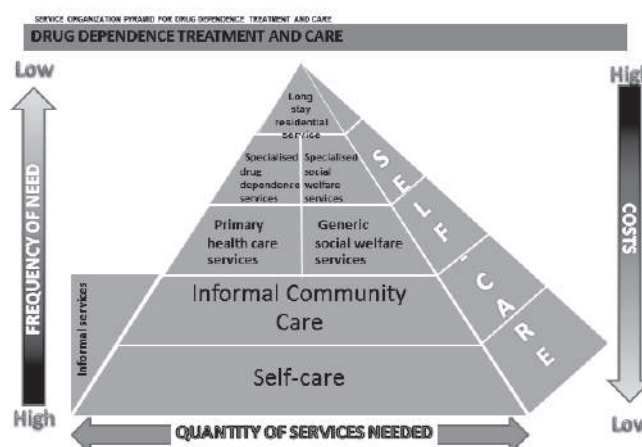 SERVICE ORGANIZATION PYRAMID FOR DRUG DEPENDENCE TREATMENT AND CARE
DRUG DEPENDENCE TREATMENT AND CARE
Low
High
Long
stay
residential
service
Specialised
drug
dependence
services
Specialised
social
welfare
services
Primary
health care
services
Generic
social welfare
services
Informal Community
Care
Self-care
SELF-CARE
FREQUENCY OF NEED
Informal services
COSTS
High
Low
QUANTITY OF SERVICES NEEDED